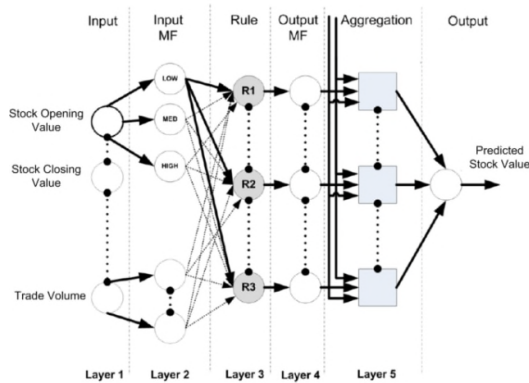 Input
Input
MF
Rule
Output
MF
Aggregation
Output
Stock Opening
Value
Stock Closing
Value
Trade Volume
LOW
MED
HIGH
R1
R2
R3
Predicted
Stock Value
Layer 1
Layer 2
Layer 3
Layer 4
Layer 5